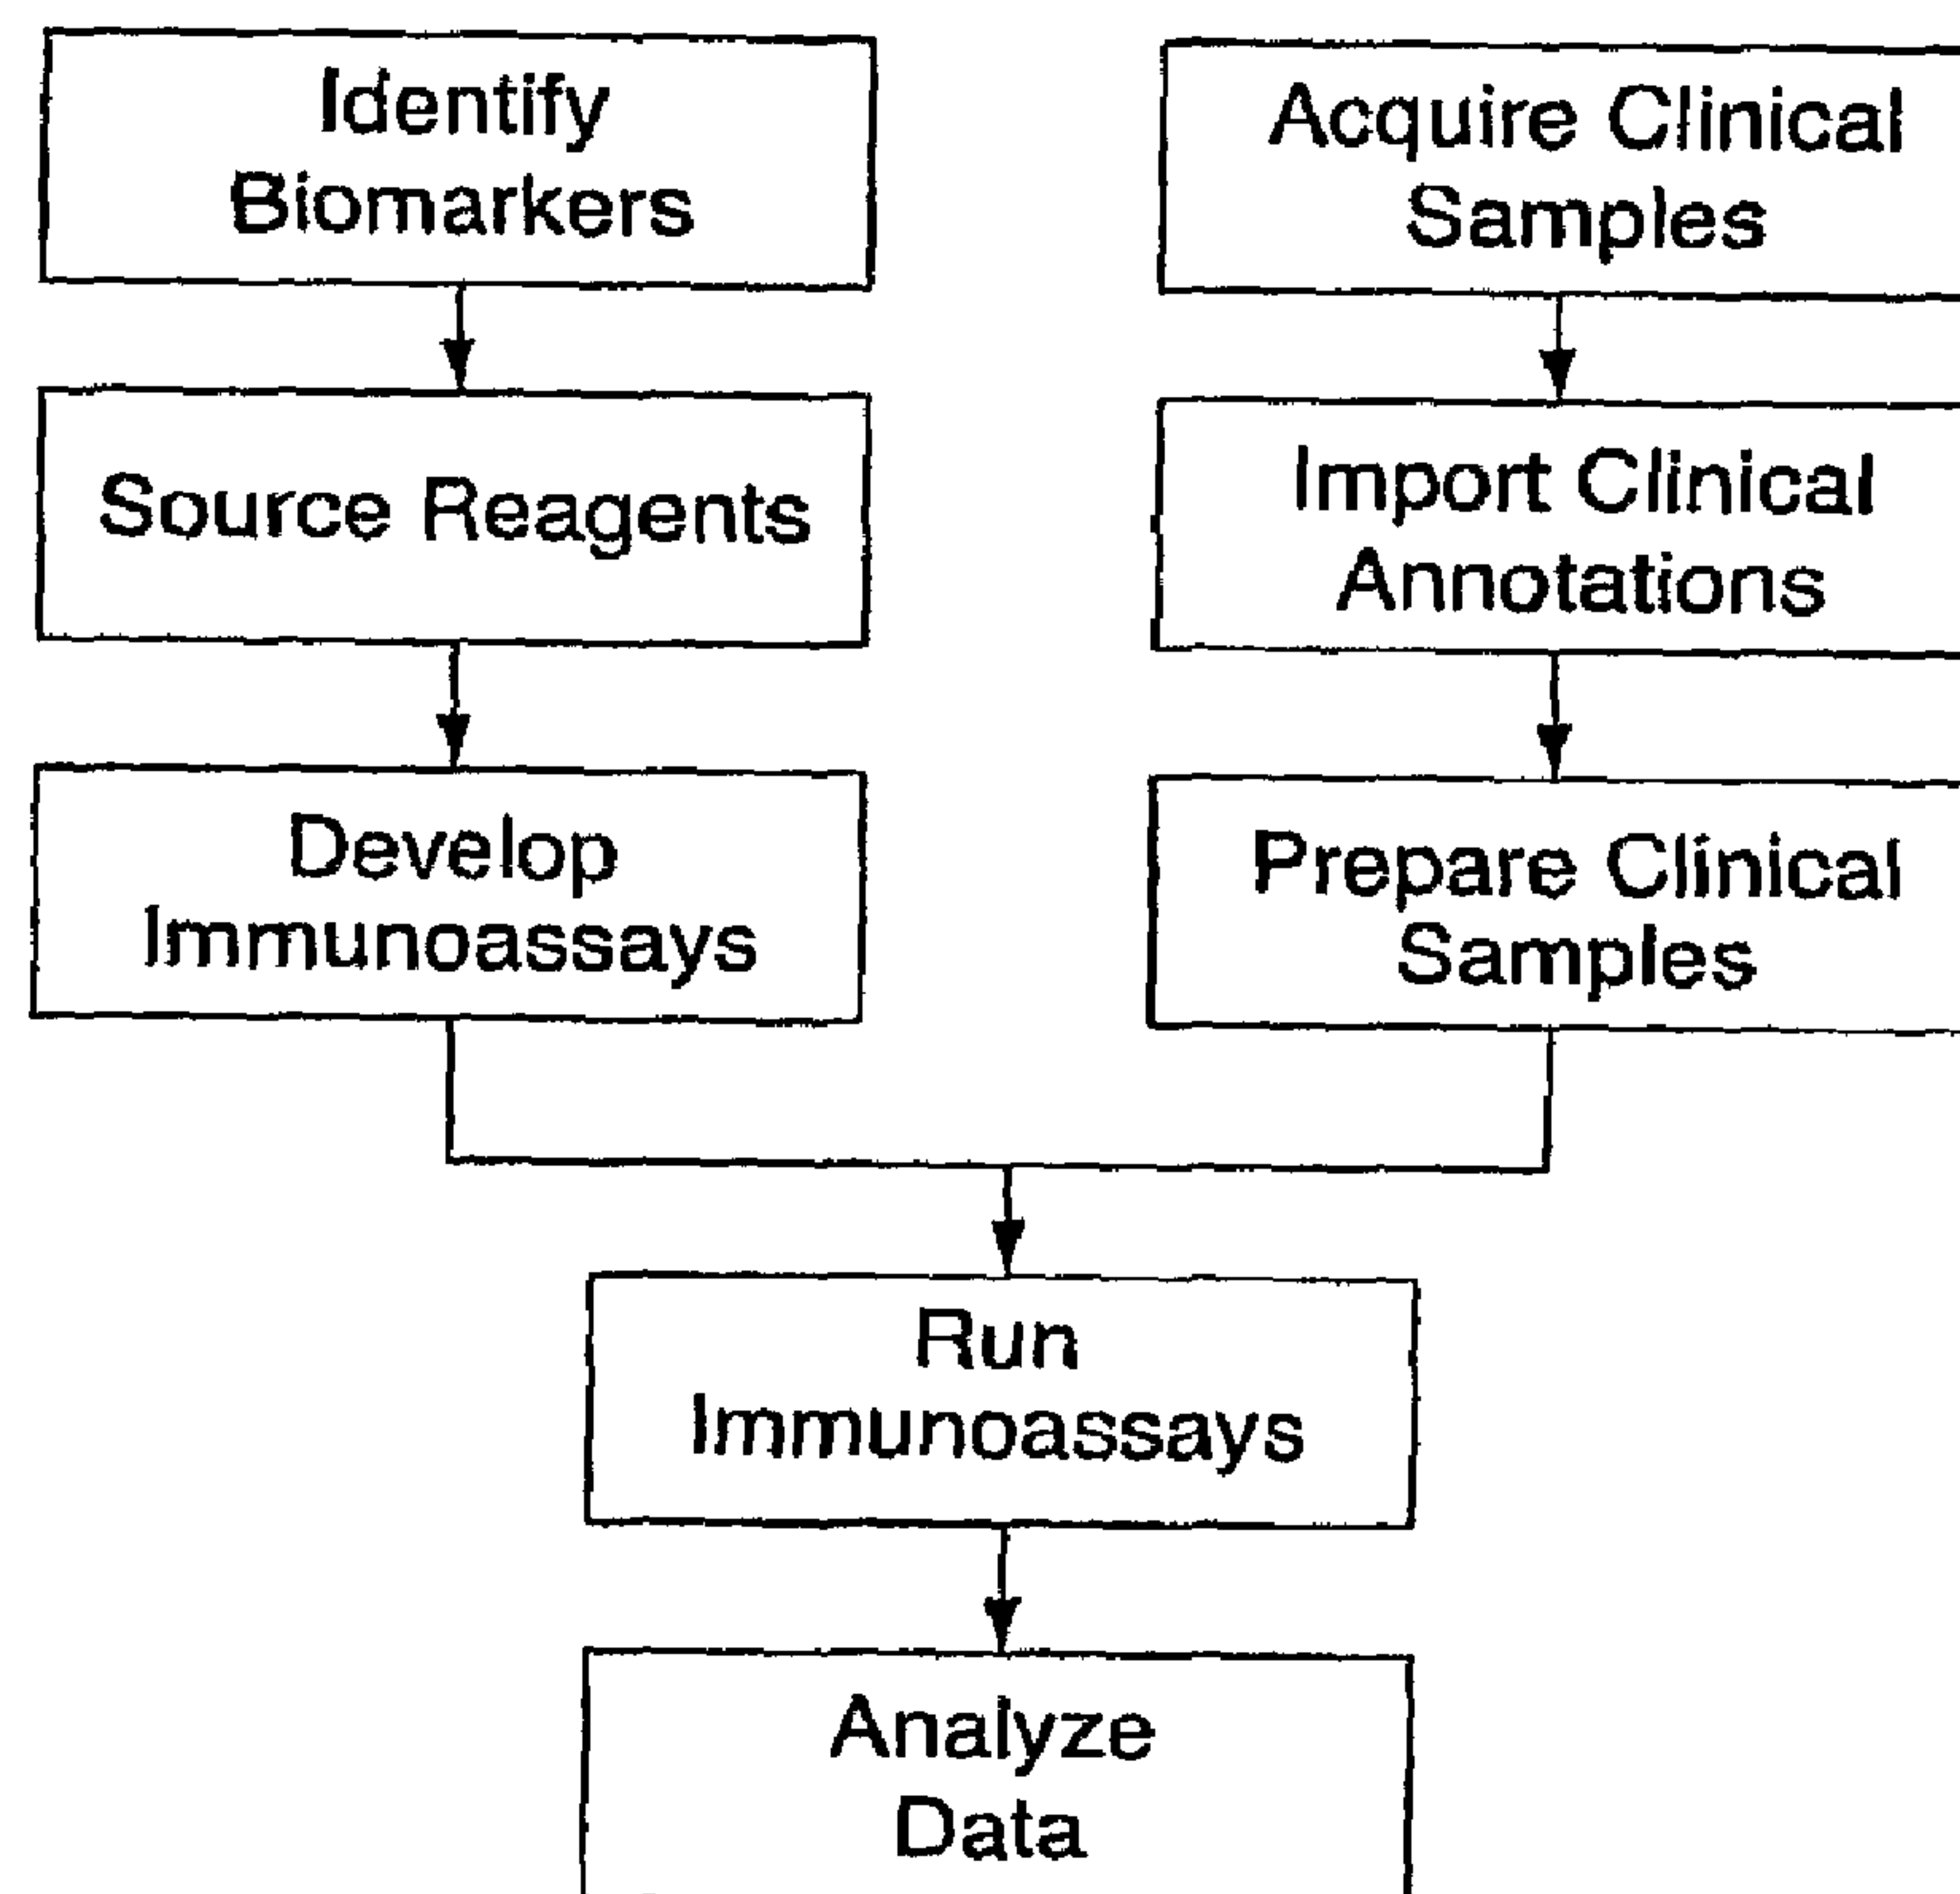 Identify
Biomarkers
Acquire Clinical
Samples
Source Reagents
Import Clinical
Annotations
Develop
Immunoassays
Prepare Clinical
Samples
Run
Immunoassays
Analyze
Data